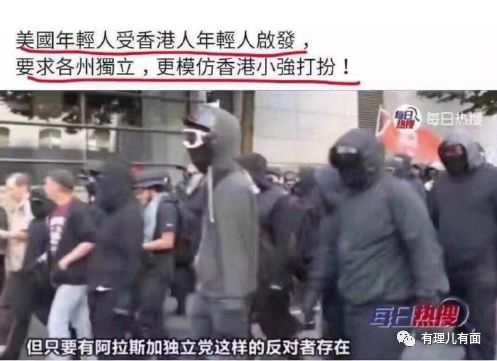 美國年輕人受香港人年輕人啟發，
要求各州獨立，更模仿香港小強打扮！
每日热搜
每日热搜
但只要有阿拉斯加独立党这样的反对者存在
有理儿有面